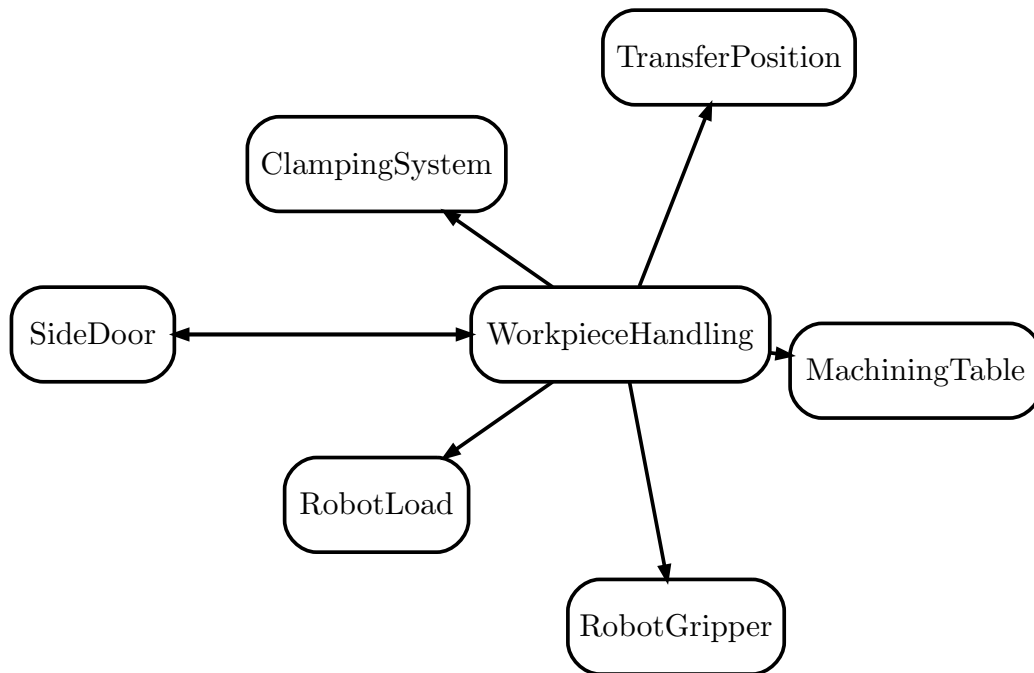 TransferPosition
ClampingSystem
SideDoor
WorkpieceHandling
MachiningTable
RobotLoad
RobotGripper